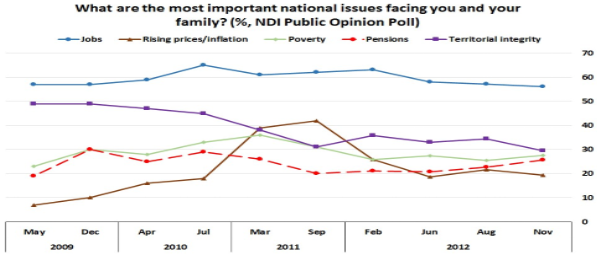 What are the most important national issues facing you and your
family? (%, NDI Public Opinion Poll)
Jobs Rising prices/inflation Poverty Pensions Territorial integrity
70
60
50
40
30
20
10
0
May Dec Apr Jul Mar Sep Feb Jun Aug Nov
2009 2010 2011 2012